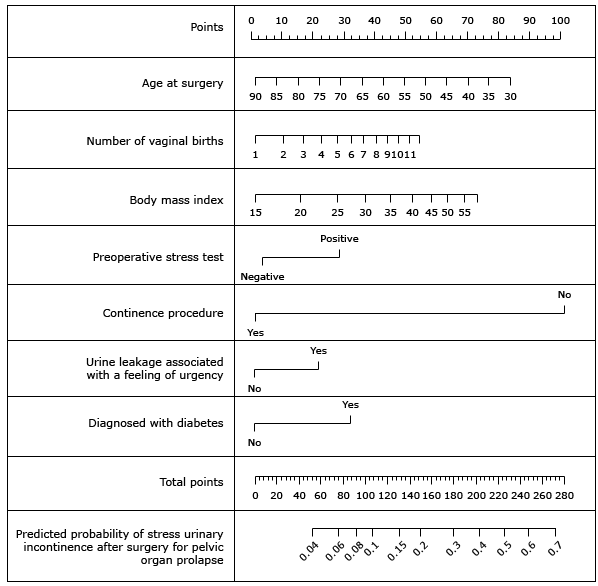 Points
0 10 20 30 40 50 60 70 80 90 100
Age at surgery
90 85 80 75 70 65 60 55 50 45 40 35 30
Number of vaginal births
1 2 3 4 5 6 7 8 9 10 11
Body mass index
15 20 25 30 35 40 45 50 55
Preoperative stress test
Positive
Negative
Continence procedure
No
Yes
Urine leakage associated
with a feeling of urgency
Yes
No
Diagnosed with diabetes
Yes
No
Total points
0 20 40 60 80 100 120 140 160 180 200 220 240 260 280
Predicted probability of stress urinary
incontinence after surgery for pelvic
organ prolapse
0.04 0.06 0.08 0.1 0.15 0.2 0.3 0.4 0.5 0.6 0.7